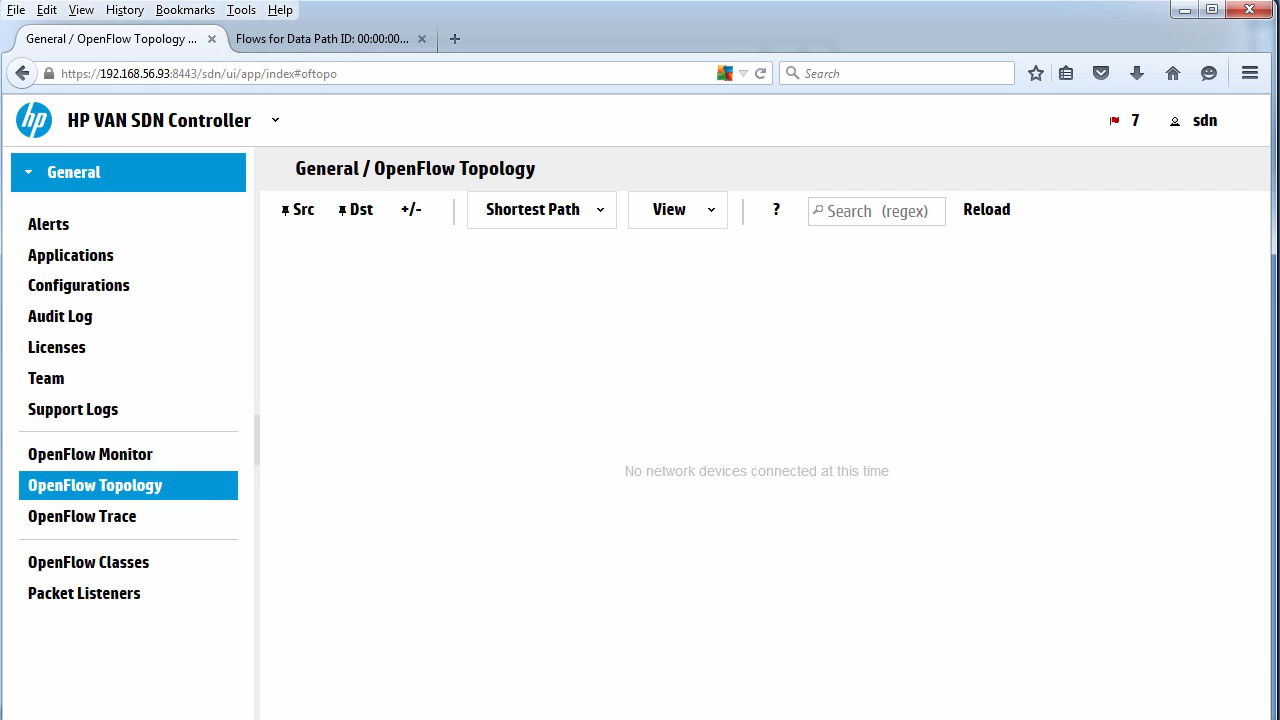 File Edit View History Bookmarks Tools Help
General / OpenFlow Topology ... Flows for Data Path ID: 00:00:00...
https://192.168.56.93:8443/sdn/ui/app/index#oftopo Search
hp HP VAN SDN Controller 7 sdn
General
General / OpenFlow Topology
Src Dst +/- Shortest Path View ? Search (regex) Reload
Alerts
Applications
Configurations
Audit Log
Licenses
Team
Support Logs
OpenFlow Monitor
No network devices connected at this time
OpenFlow Topology
OpenFlow Trace
OpenFlow Classes
Packet Listeners